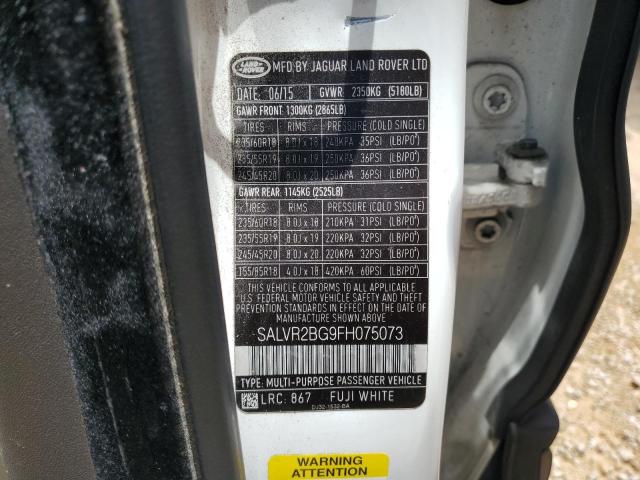 LAND ROVER
MFD BY JAGUAR LAND ROVER LTD
DATE: 06/15 GVWR 2350KG (5180LB)
GAWR FRONT: 1300KG (2865LB)
TIRES RIMS PRESSURE (COLD SINGLE)
235/60R18 8.0J x 18 240KPA 35PSI (LB/PO²)
235/55R19 8.0J x 19 250KPA 36PSI (LB/PO²)
245/45R20 8.0J x 20 250KPA 36PSI (LB/PO²)
GAWR REAR: 1145KG (2525LB)
TIRES RIMS PRESSURE (COLD SINGLE)
235/60R18 8.0J x 18 210KPA 31PSI (LB/PO²)
235/55R19 8.0J x 19 220KPA 32PSI (LB/PO²)
245/45R20 8.0J x 20 220KPA 32PSI (LB/PO²)
155/85R18 4.0J x 18 420KPA 60PSI (LB/PO²)
THIS VEHICLE CONFORMS TO ALL APPLICABLE
U.S. FEDERAL MOTOR VEHICLE SAFETY AND THEFT
PREVENTION STANDARDS IN EFFECT ON THE DATE
OF MANUFACTURE SHOWN ABOVE
SALVR2BG9FH075073
TYPE: MULTI-PURPOSE PASSENGER VEHICLE
LRC: 867 FUJI WHITE
DJ32-1532-BA
WARNING
ATTENTION